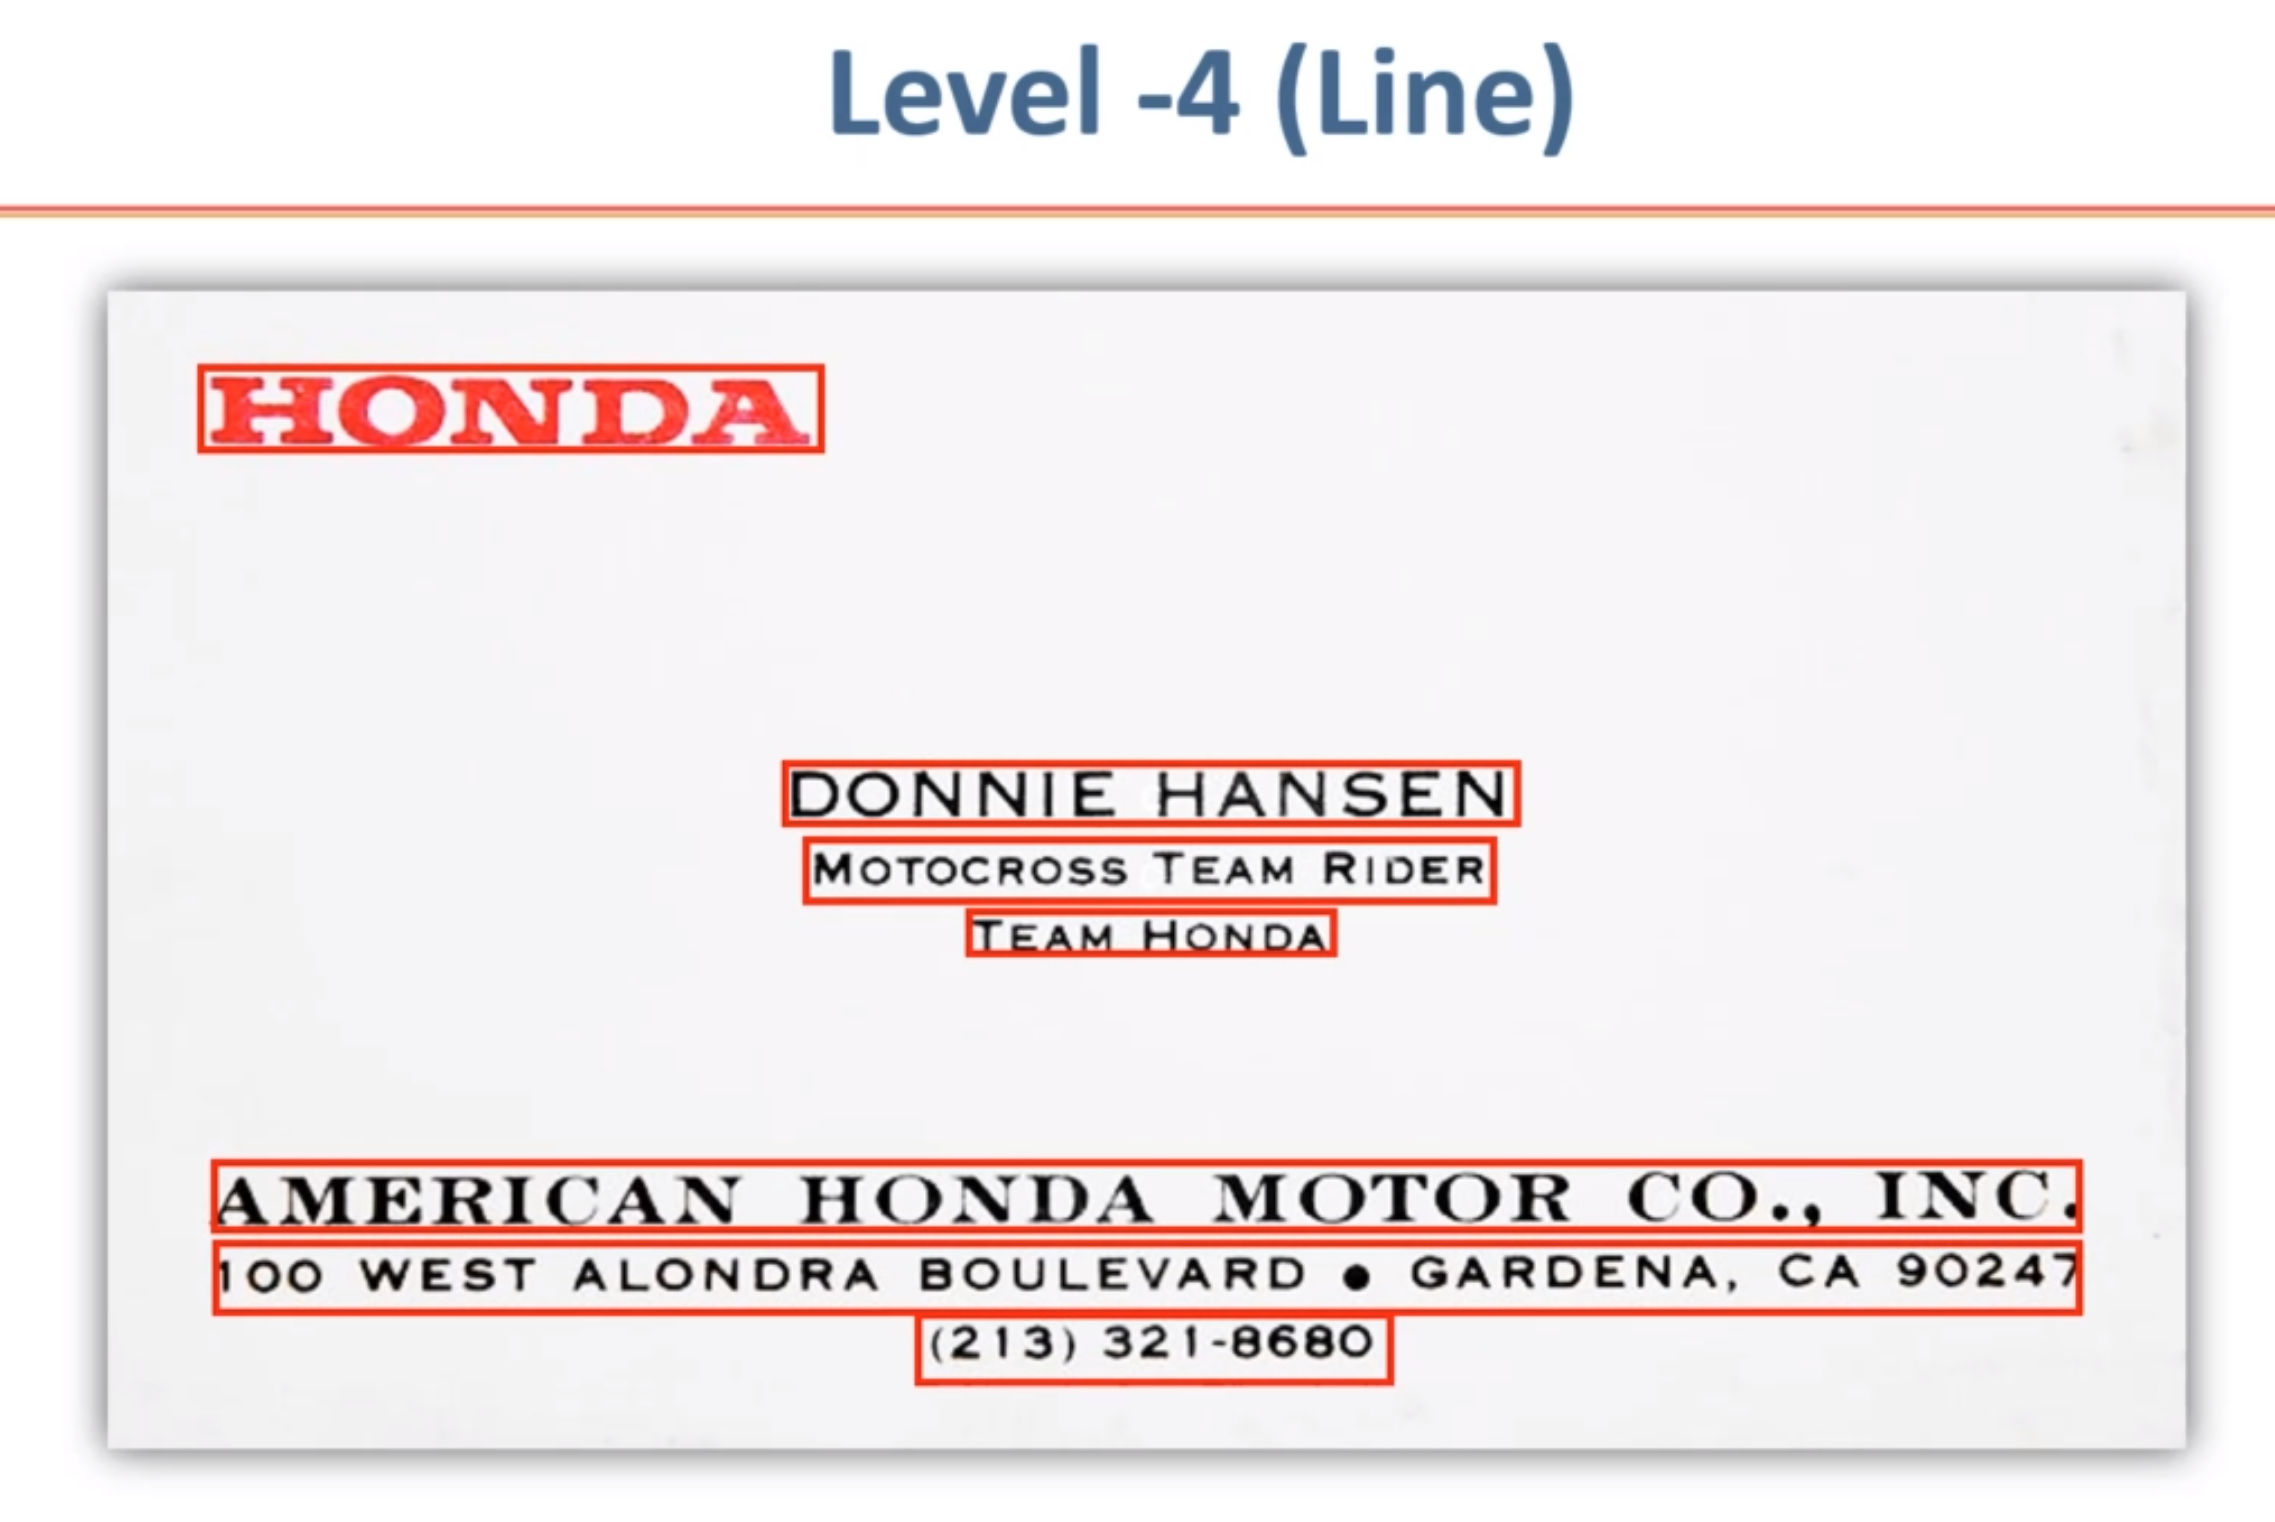 Level -4 (Line)
HONDA
DONNIE HANSEN
MOTOCROSS TEAM RIDER
TEAM HONDA
AMERICAN HONDA MOTOR CO., INC.
100 WEST ALONDRA BOULEVARD ● GARDENA, CA 90247
(213) 321-8680